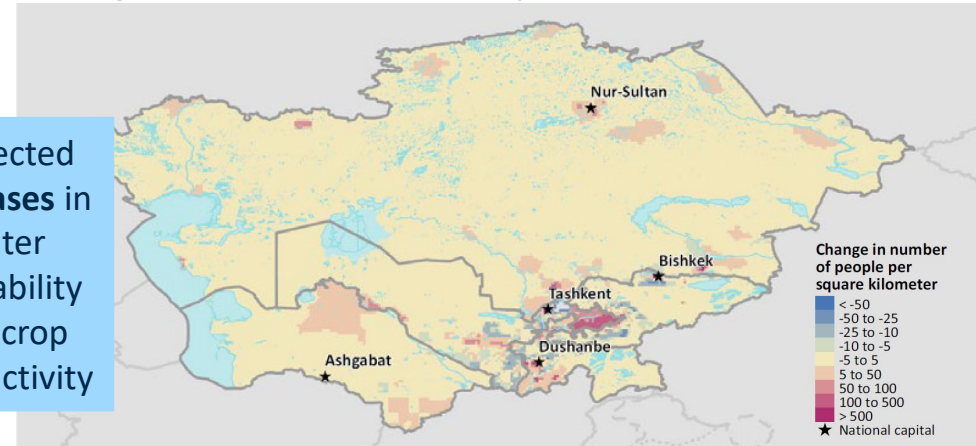 ected
ases in
ter
ability
crop
ctivity
Nur-Sultan
Bishkek
Tashkent
Dushanbe
Ashgabat
Change in number
of people per
square kilometer
< -50
-50 to -25
-25 to -10
-10 to -5
-5 to 5
5 to 50
50 to 100
100 to 500
> 500
National capital